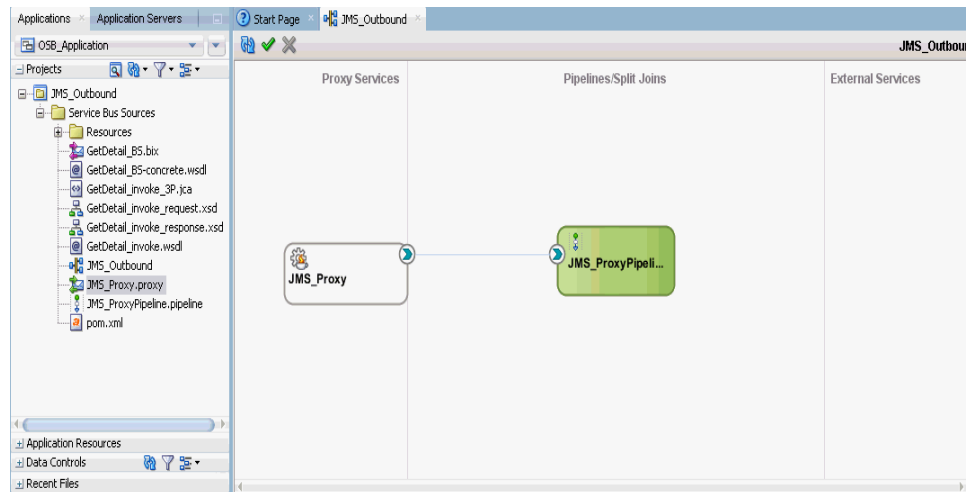 Applications
Application Servers
Start Page
JMS_Outbound
OSB_Application
JMS_Outbour
Projects
JMS_Outbound
Service Bus Sources
Resources
GetDetail_BS.bix
GetDetail_BS-concrete.wsdl
GetDetail_invoke_3P.jca
GetDetail_invoke_request.xsd
GetDetail_invoke_response.xsd
GetDetail_invoke.wsdl
JMS_Outbound
JMS_Proxy.proxy
JMS_ProxyPipeline.pipeline
pom.xml
Application Resources
Data Controls
Recent Files
Proxy Services
Pipelines/Split Joins
External Services
JMS_Proxy
JMS_ProxyPipeli...